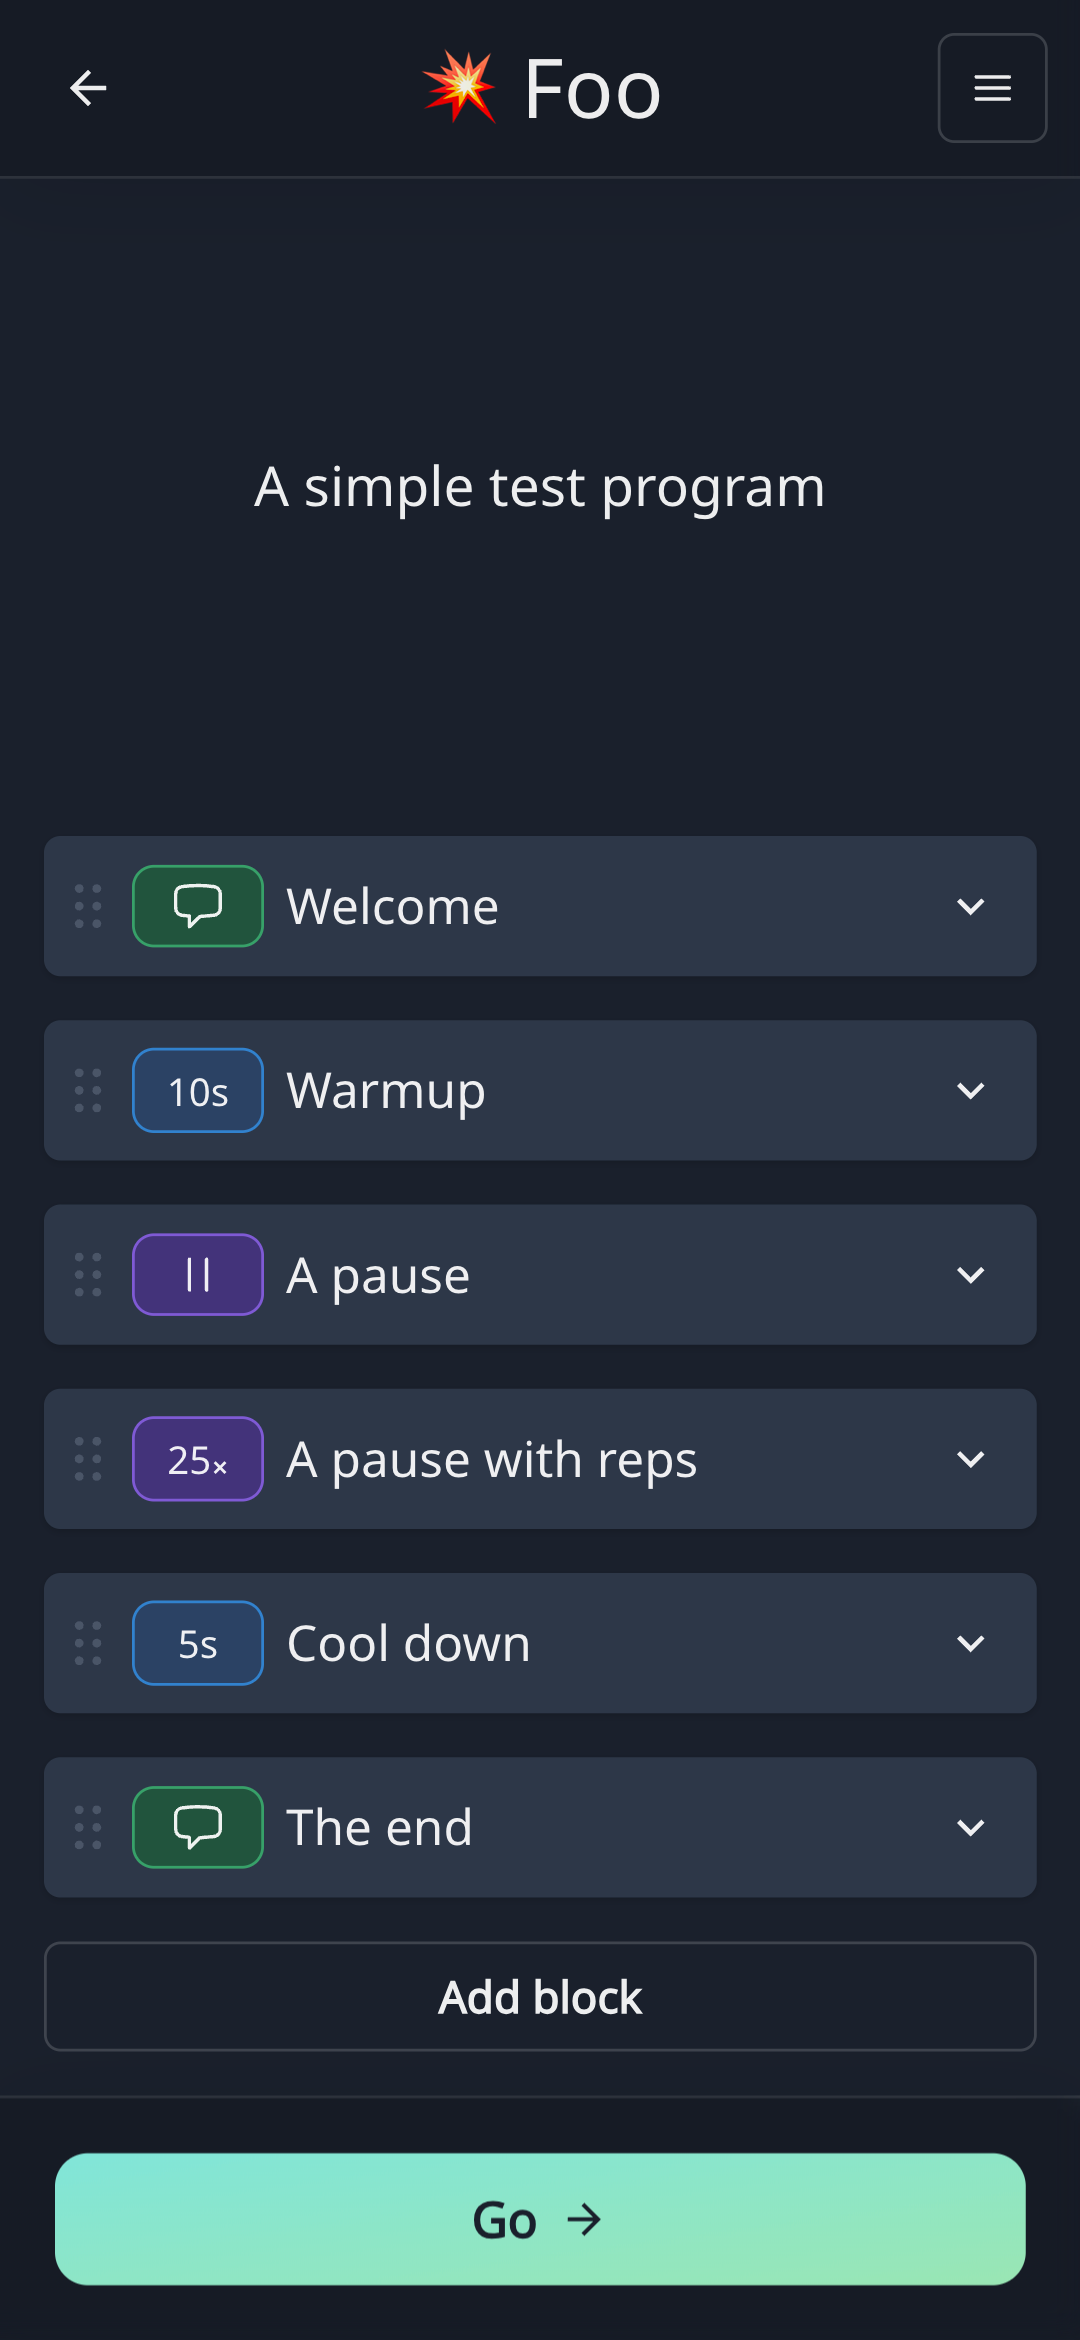 💥 Foo
A simple test program
Welcome
10s Warmup
A pause
25× A pause with reps
5s Cool down
The end
Add block
Go →